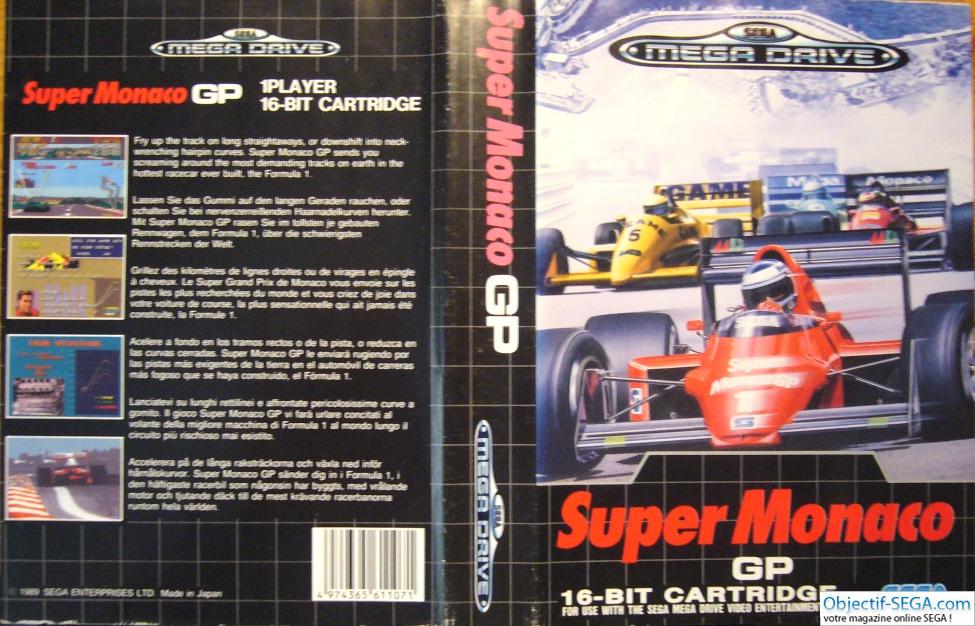 SEGA
MEGA DRIVE
Super Monaco GP
1PLAYER
16-BIT CARTRIDGE
Fry up the track on long straightaways, or downshift into neck-
wrenching hairpin curves. Super Monaco GP sends you
screaming around the most demanding tracks on earth in the
hottest racecar ever built, the Formula 1.
Lassen Sie das Gummi auf den langen Geraden rauchen, oder
schalten Sie bei nervenzerreißenden Haarnadelkurven herunter.
Mit Super Monaco GP rasen Sie im tollsten je gebauten
Rennwagen, dem Formula 1, über die schwierigsten
Rennstrecken der Welt.
Grillez des kilomètres de lignes droites ou de virages en épingle
à cheveux. Le Super Grand Prix de Monaco vous envoie sur les
pistes les plus recherchées du monde et vous criez de joie dans
votre voiture de course, la plus sensationnelle qui ait jamais été
construite, la Formule 1.
Acelere a fondo en los tramos rectos o de la pista, o reduzca en
las curvas cerradas. Super Monaco GP le enviará rugiendo por
las pistas más exigentes de la tierra en el automóvil de carreras
más fogoso que se haya construido, el Fórmula 1.
Lanciatevi su lunghi rettilinei e affrontate pericolosissime curve a
gomito. Il gioco Super Monaco GP vi farà urlare concitati al
volante della migliore macchina di Formula 1 al mondo lungo il
circuito più rischioso mai esistito.
Accelerera på de långa raksträckorna och växla ned inför
hårnålskurvor. Super Monaco GP sänder dig in i Formula 1, i
den häftigaste racerbil som någonsin har byggts, med vrålande
motor och tjutande däck till de mest krävande racerbanorna
runtom hela världen.
© 1989 SEGA ENTERPRISES LTD. Made in Japan
4 974365 611071
Super Monaco GP
SEGA
MEGA DRIVE
SEGA
MEGA DRIVE
GAME
Monaco
GAME
5
SEGA
Super
Monaco GP
1
S
Super Monaco
GP
16-BIT CARTRIDGE
FOR USE WITH THE SEGA MEGA DRIVE VIDEO ENTERTAINMENT
SEGA
Objectif-SEGA.com
votre magazine online SEGA !